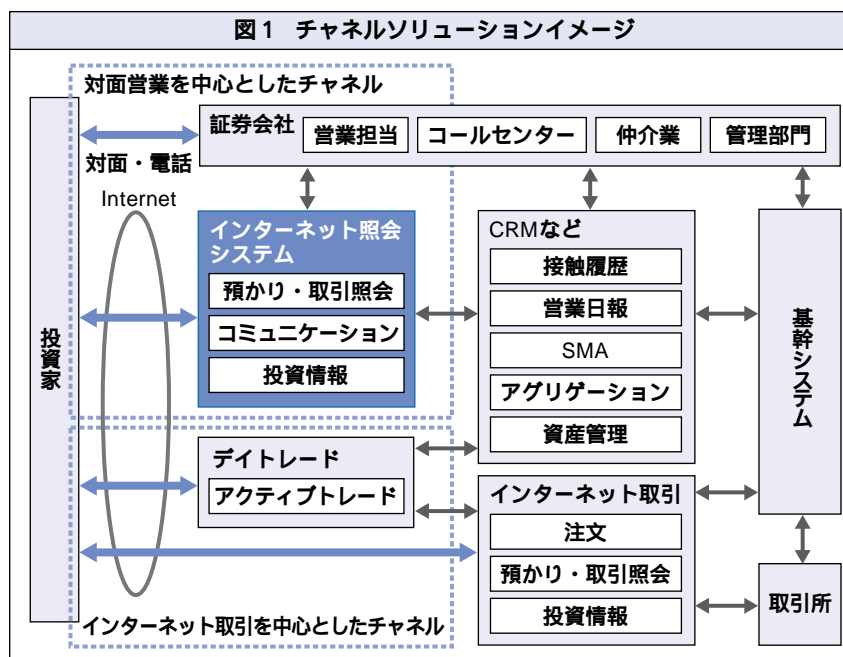 図1 チャネルソリューションイメージ
対面営業を中心としたチャネル
証券会社
営業担当
コールセンター
仲介業
管理部門
対面・電話
Internet
投資家
インターネット照会
システム
預かり・取引照会
コミュニケーション
投資情報
CRMなど
接触履歴
営業日報
SMA
アグリゲーション
資産管理
基幹システム
デイトレード
アクティブトレード
インターネット取引
注文
預かり・取引照会
投資情報
取引所
インターネット取引を中心としたチャネル